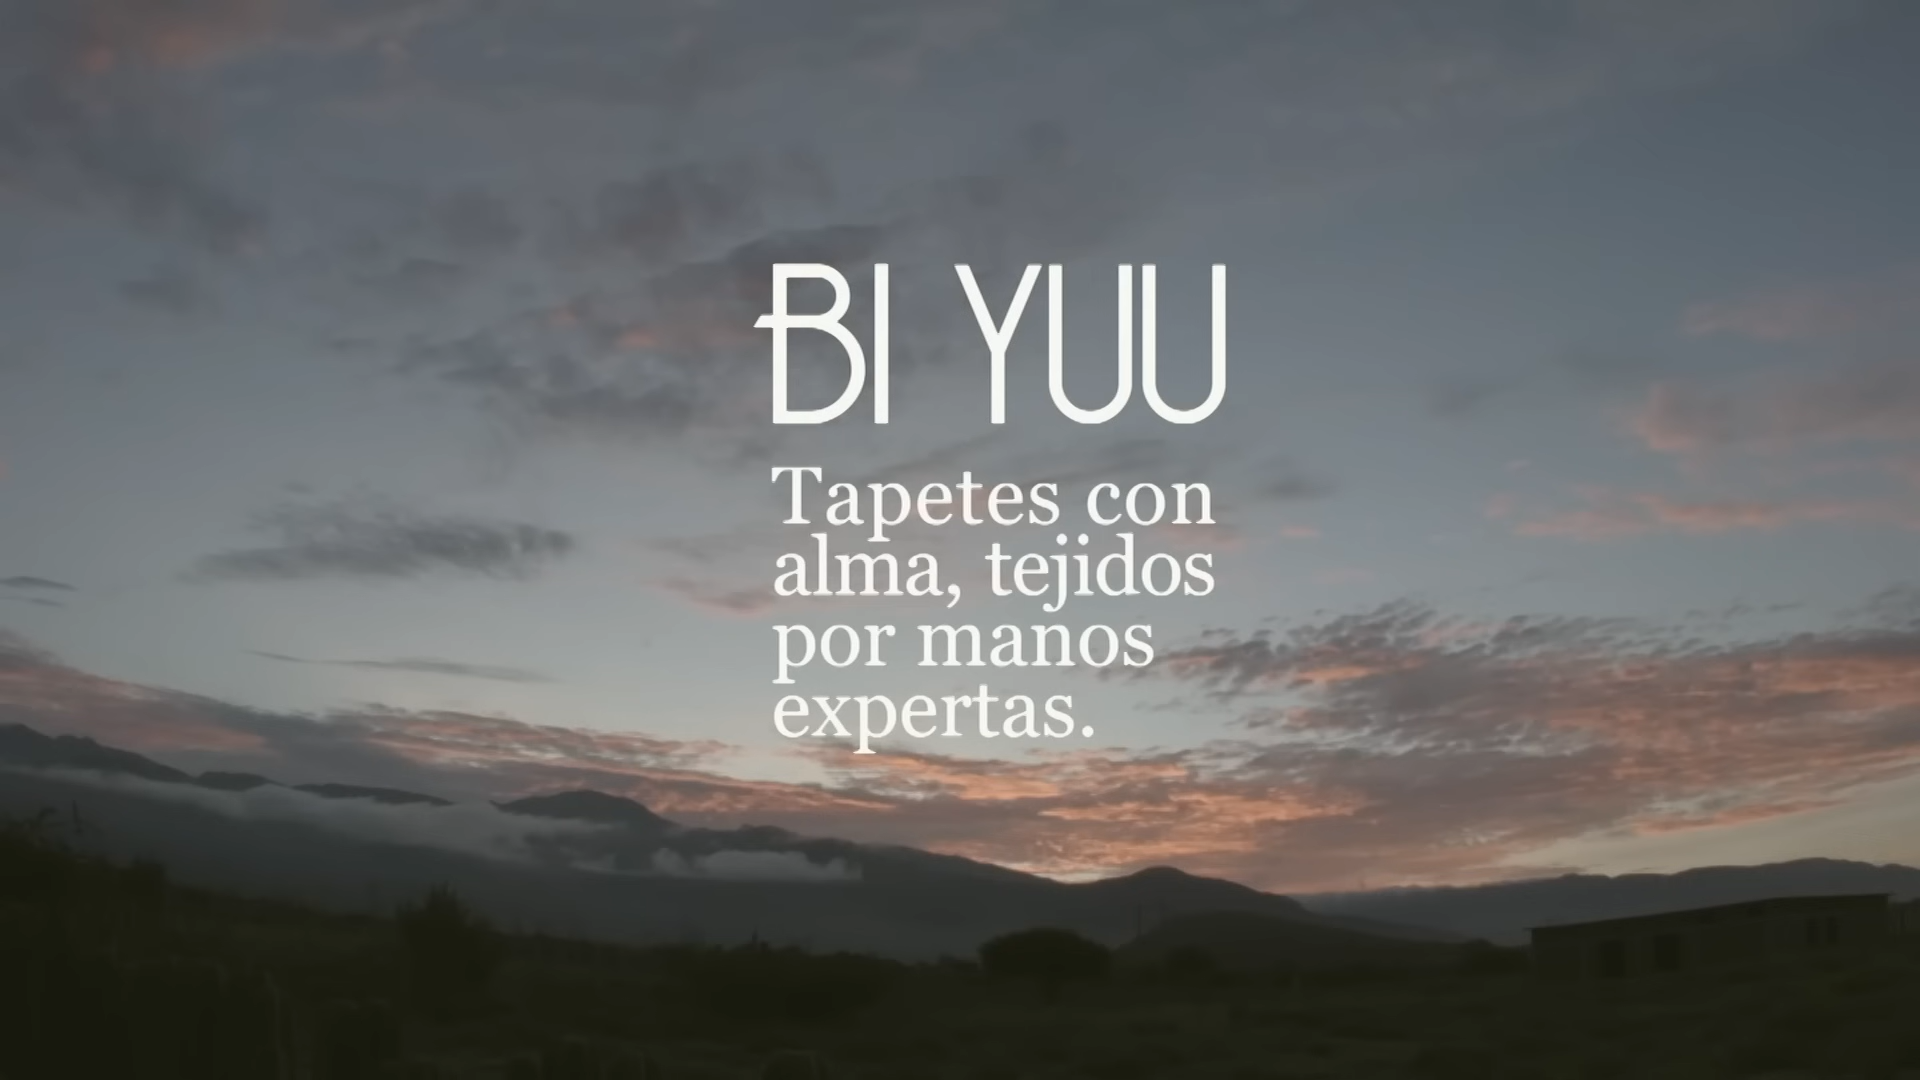 BI YUU
Tapetes con
alma, tejidos
por manos
expertas.